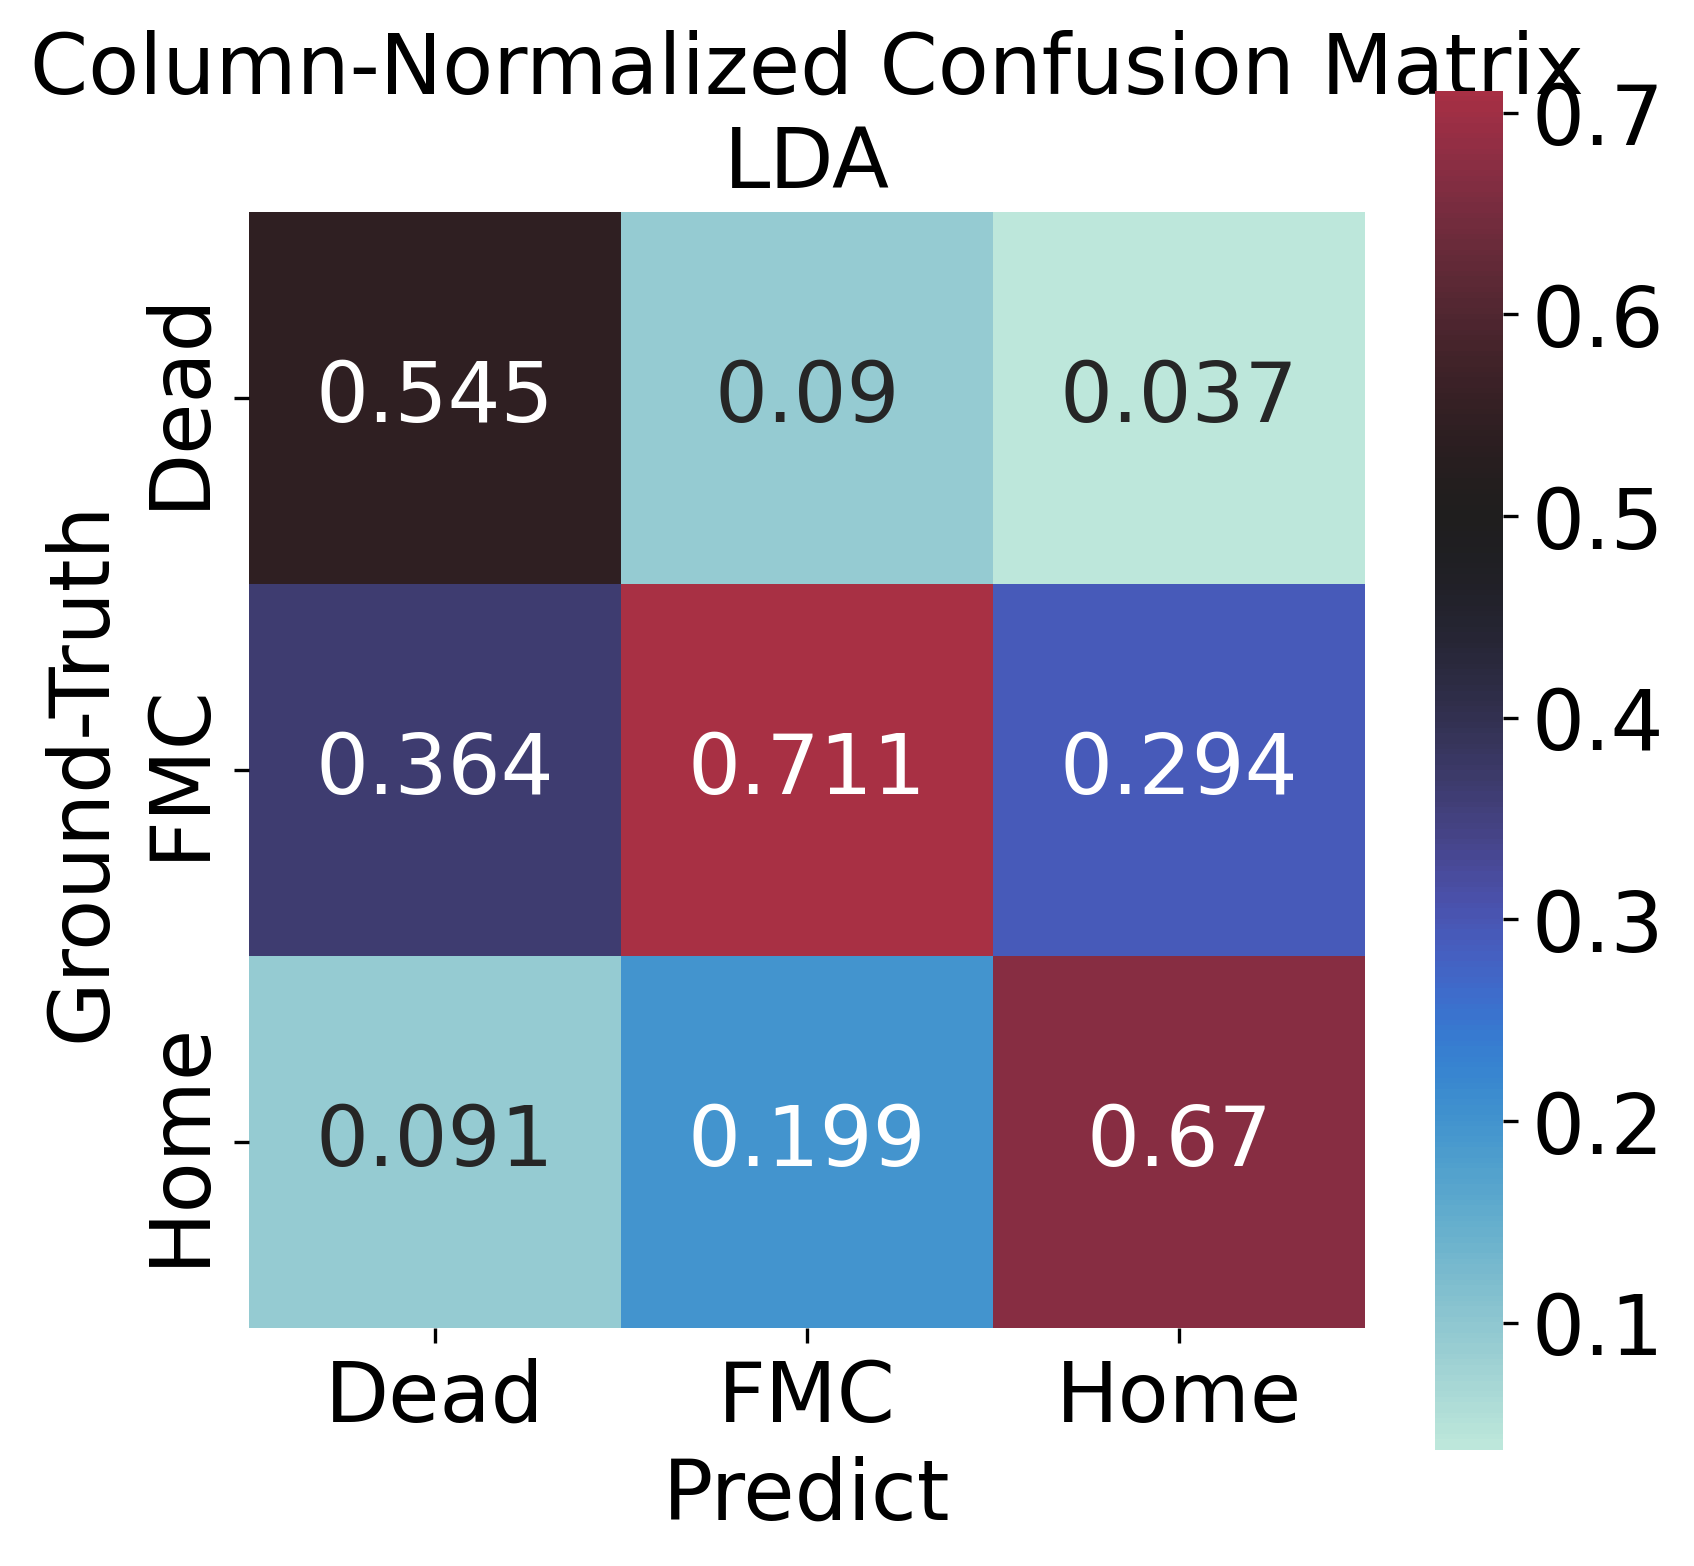 Column-Normalized Confusion Matrix
LDA
Ground-Truth
Dead
0.545 0.09 0.037
FMC
0.364 0.711 0.294
Home
0.091 0.199 0.67
Dead FMC Home
Predict
0.7
0.6
0.5
0.4
0.3
0.2
0.1